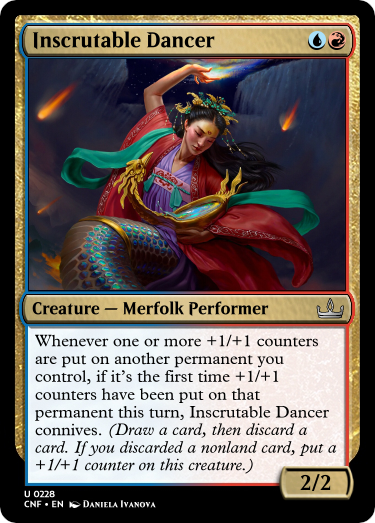 Inscrutable Dancer
Creature — Merfolk Performer
Whenever one or more +1/+1 counters
are put on another permanent you
control, if it's the first time +1/+1
counters have been put on that
permanent this turn, Inscrutable Dancer
connives. (Draw a card, then discard a
card. If you discarded a nonland card, put a
+1/+1 counter on this creature.)
2/2
U 0228
CNF • EN Daniela Ivanova